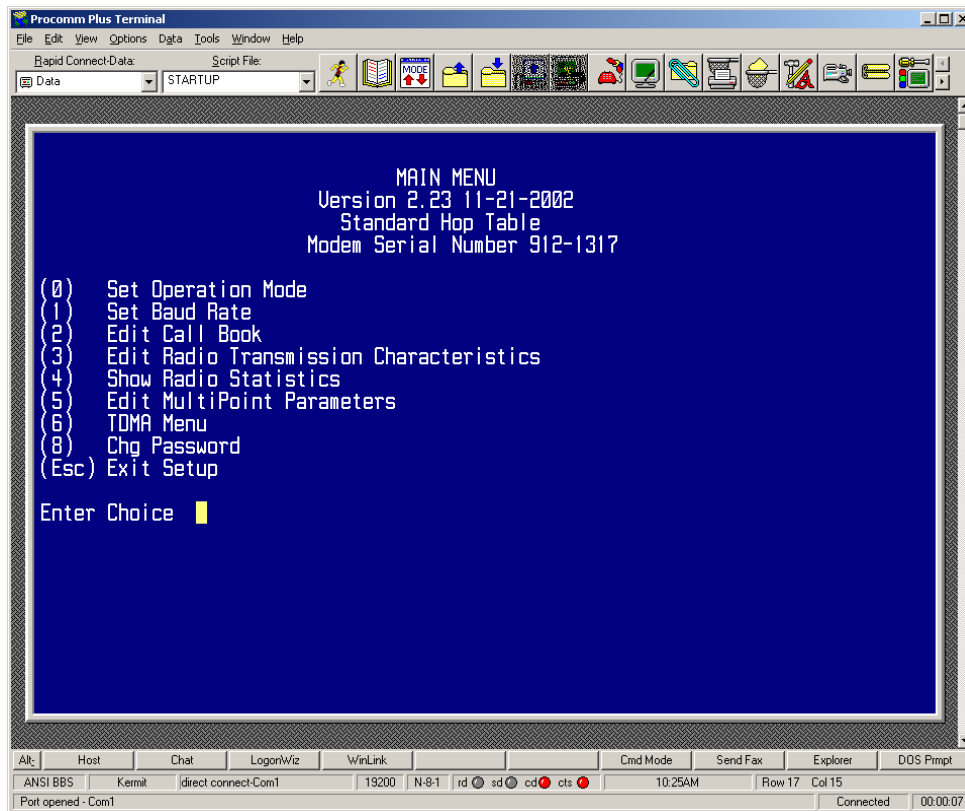 Procomm Plus Terminal
File Edit View Options Data Tools Window Help
Rapid Connect-Data: Script File:
Data STARTUP MODE
MAIN MENU
Version 2.23 11-21-2002
Standard Hop Table
Modem Serial Number 912-1317
(0) Set Operation Mode
(1) Set Baud Rate
(2) Edit Call Book
(3) Edit Radio Transmission Characteristics
(4) Show Radio Statistics
(5) Edit MultiPoint Parameters
(6) TDMA Menu
(8) Chg Password
(Esc) Exit Setup
Enter Choice
Alt- Host Chat LogonWiz WinLink Cmd Mode Send Fax Explorer DOS Prmpt
ANSI BBS Kermit direct connect-Com1 19200 N-8-1 rd sd cd cts 10:25AM Row 17 Col 15
Port opened - Com1 Connected 00:00:07